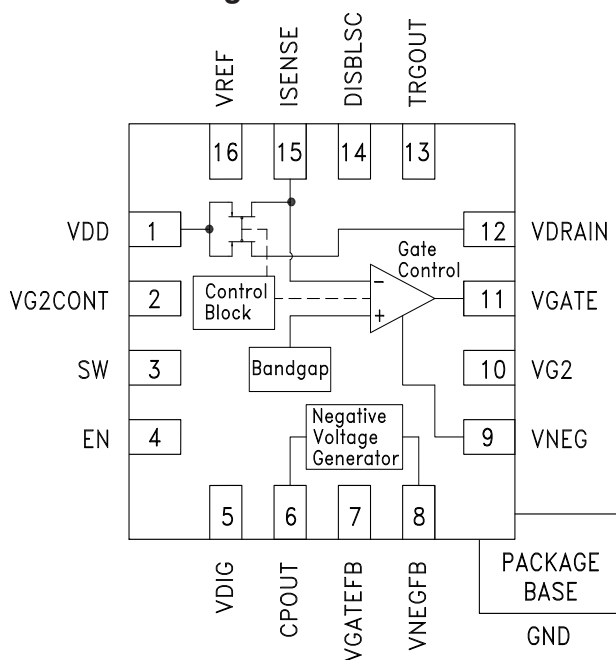 VREF
ISENSE
DISBLSC
TRGOUT
16
15
14
13
VDD
1
12
VDRAIN
Gate
Control
VG2CONT
2
Control
Block
−
+
11
VGATE
SW
3
Bandgap
10
VG2
EN
4
Negative
Voltage
Generator
9
VNEG
5
6
7
8
VDIG
CPOUT
VGATEFB
VNEGFB
PACKAGE
BASE
GND